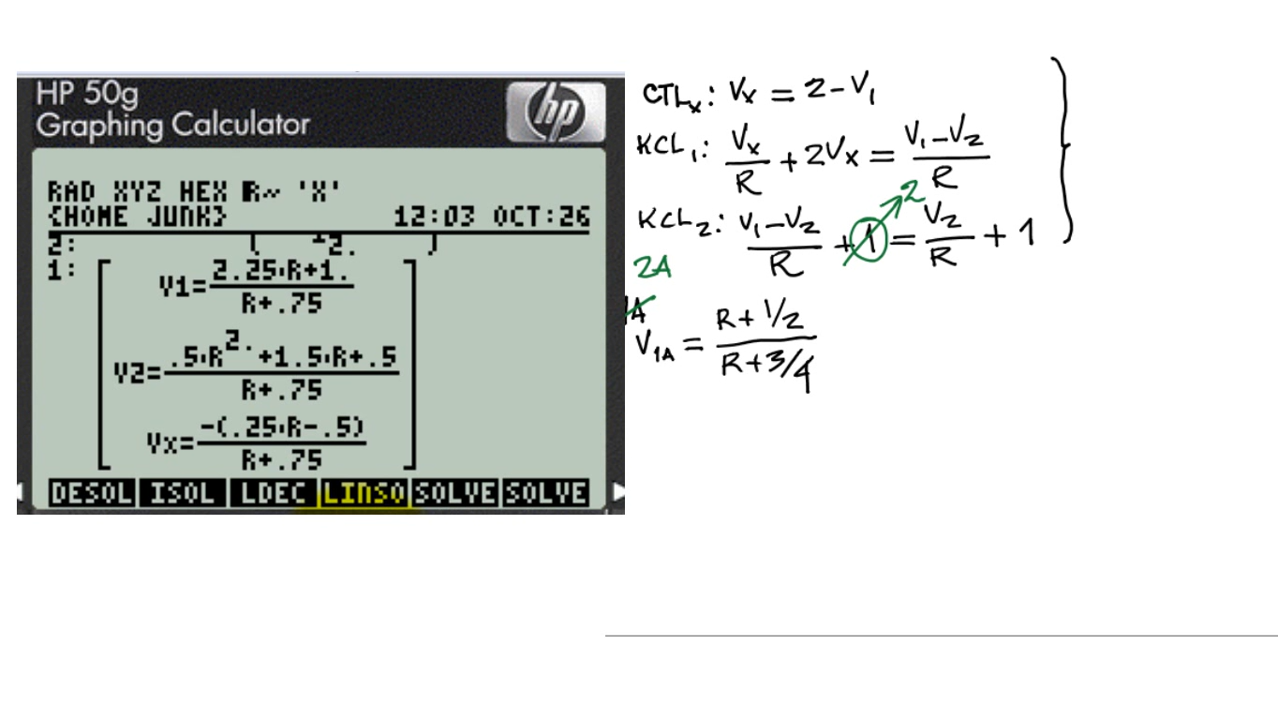 HP 50g
hp
Graphing Calculator
RAD XYZ HEX R~ 'X'
{HOME JUNK} 12:03 OCT:26
2:
1:
V1=2.25·R+1./R+.75
V2=.5·R^2.+1.5·R+.5/R+.75
Vx=-(.25·R-.5)/R+.75
DESOL ISOL LDEC LINSO SOLVE SOLVE
CTLx: Vx = 2-V1
KCL1: Vx/R + 2Vx = V1-V2/R
2
KCL2: V1-V2/R + 1 = V2/R + 1
2A
1A
V1A = R+1/2 / R+3/4